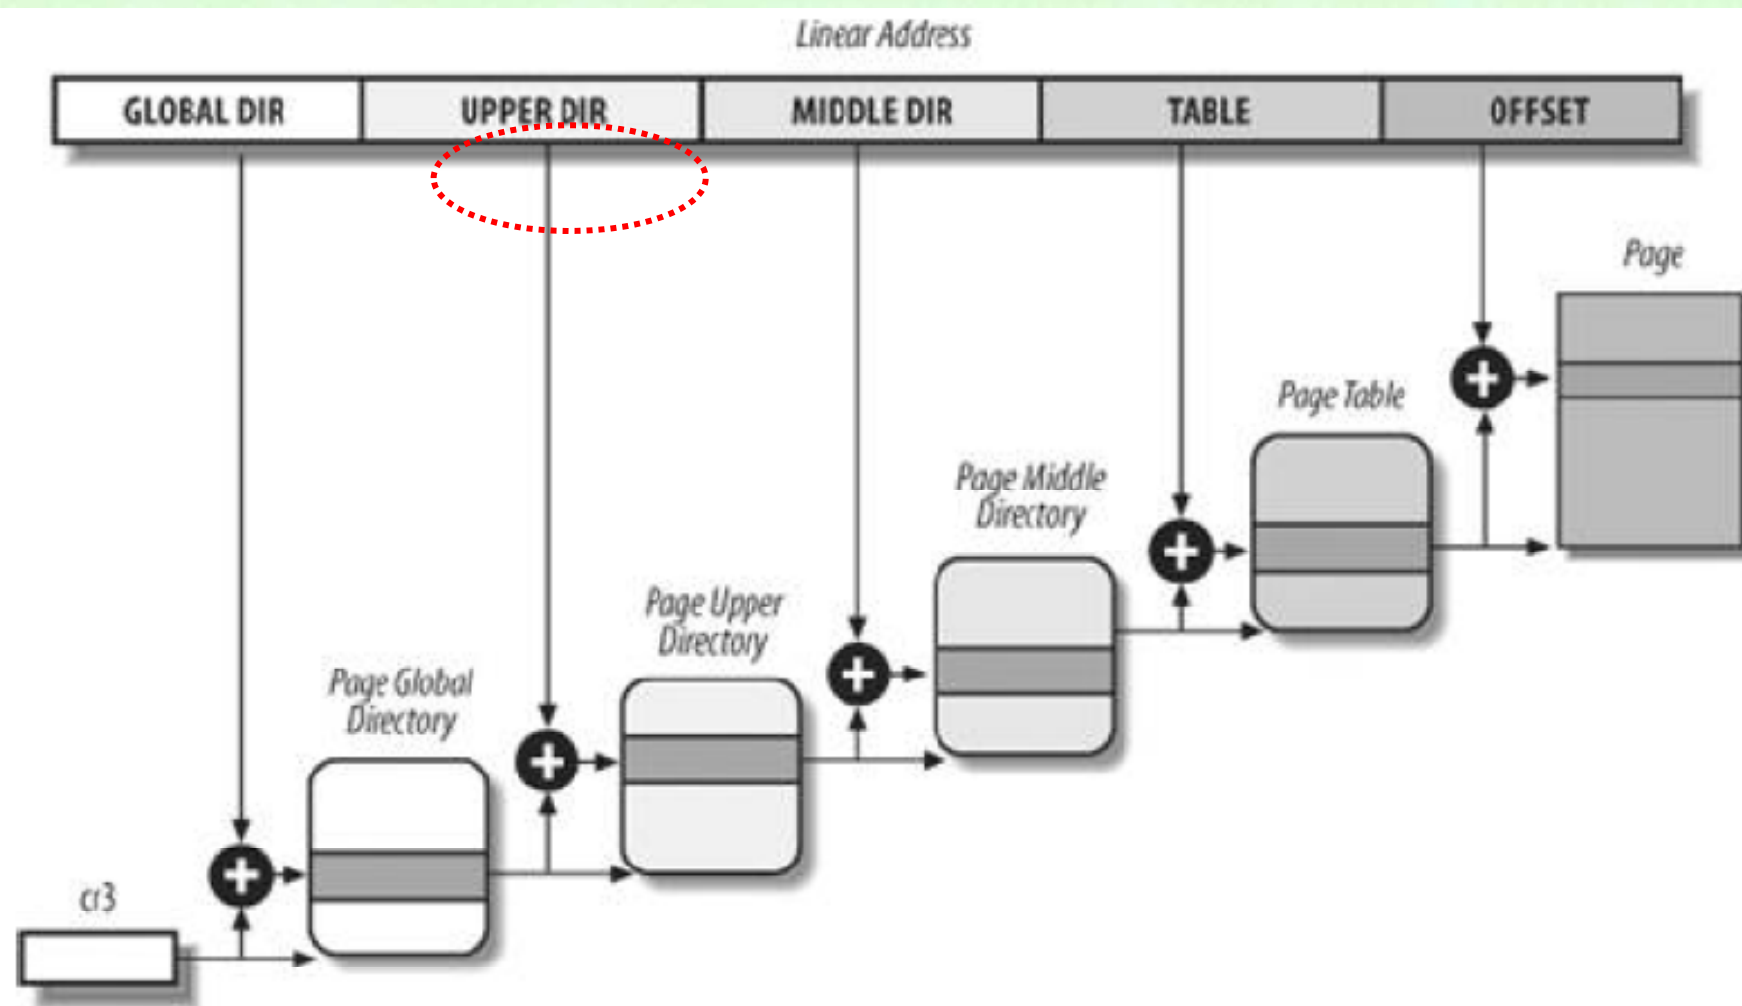 Linear Address
GLOBAL DIR
UPPER DIR
MIDDLE DIR
TABLE
OFFSET
Page
Page Table
Page Middle
Directory
Page Upper
Directory
Page Global
Directory
cr3